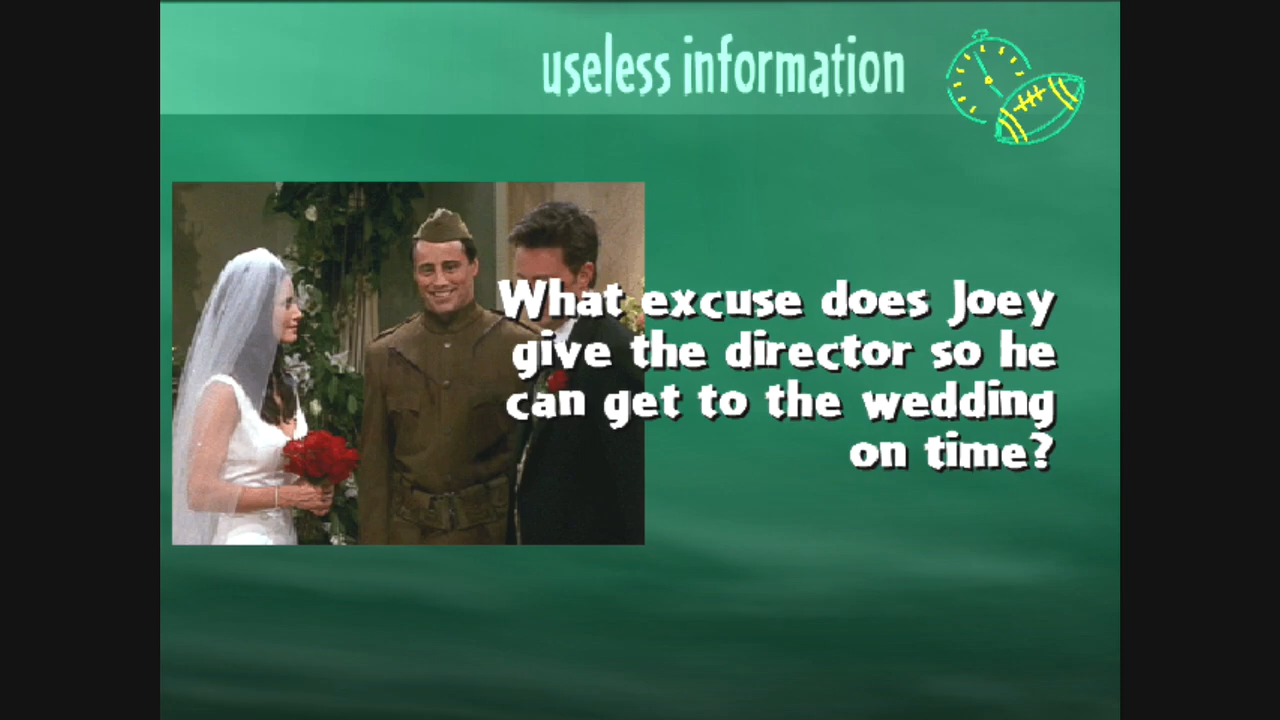 useless information
What excuse does Joey
give the director so he
can get to the wedding
on time?